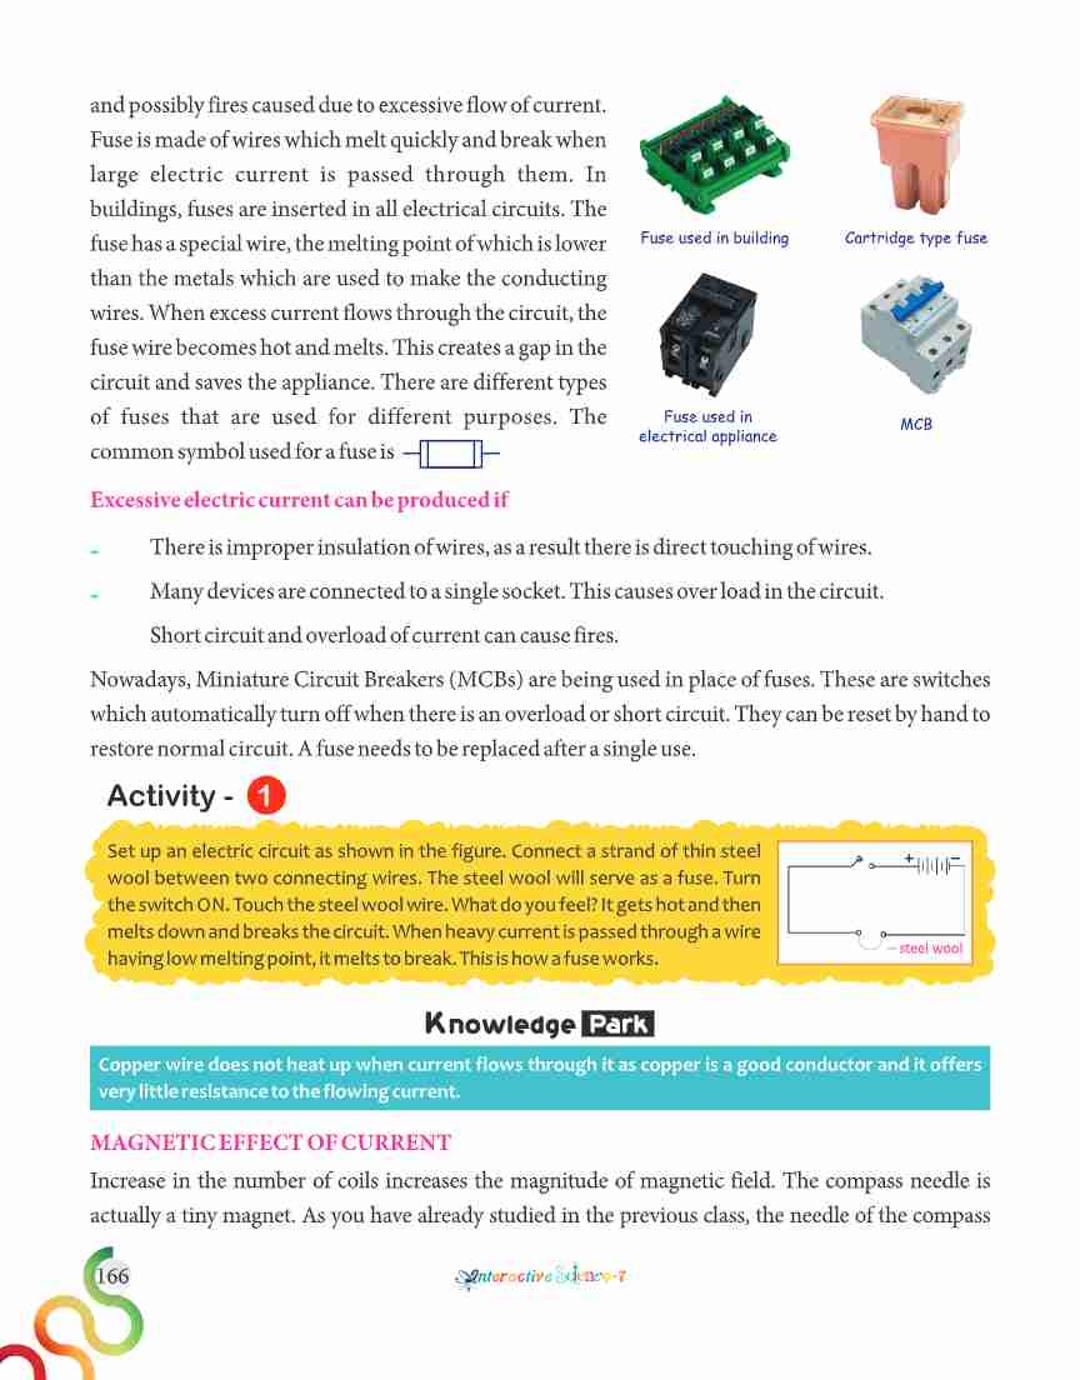 and possibly fires caused due to excessive flow of current.
Fuse is made of wires which melt quickly and break when
large electric current is passed through them. In
buildings, fuses are inserted in all electrical circuits. The
fuse has a special wire, the melting point of which is lower
than the metals which are used to make the conducting
wires. When excess current flows through the circuit, the
fuse wire becomes hot and melts. This creates a gap in the
circuit and saves the appliance. There are different types
of fuses that are used for different purposes. The
common symbol used for a fuse is
Fuse used in building
Cartridge type fuse
Fuse used in
electrical appliance
MCB
Excessive electric current can be produced if
- There is improper insulation of wires, as a result there is direct touching of wires.
- Many devices are connected to a single socket. This causes over load in the circuit.
Short circuit and overload of current can cause fires.
Nowadays, Miniature Circuit Breakers (MCBs) are being used in place of fuses. These are switches
which automatically turn off when there is an overload or short circuit. They can be reset by hand to
restore normal circuit. A fuse needs to be replaced after a single use.
Activity - 1
Set up an electric circuit as shown in the figure. Connect a strand of thin steel
wool between two connecting wires. The steel wool will serve as a fuse. Turn
the switch ON. Touch the steel wool wire. What do you feel? It gets hot and then
melts down and breaks the circuit. When heavy current is passed through a wire
having low melting point, it melts to break. This is how a fuse works.
+ -
steel wool
Knowledge Park
Copper wire does not heat up when current flows through it as copper is a good conductor and it offers
very little resistance to the flowing current.
MAGNETIC EFFECT OF CURRENT
Increase in the number of coils increases the magnitude of magnetic field. The compass needle is
actually a tiny magnet. As you have already studied in the previous class, the needle of the compass
166
Interactive Science-7